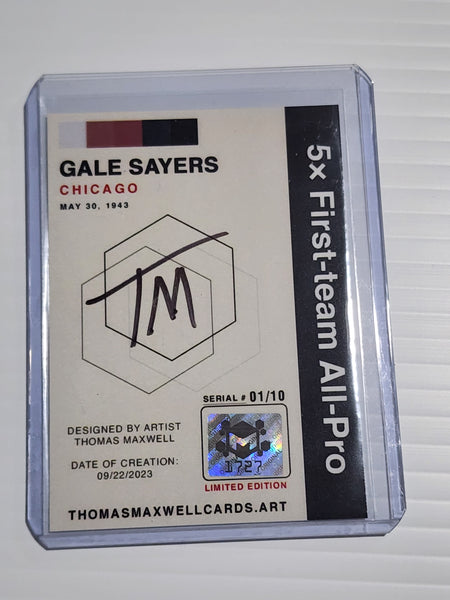 GALE SAYERS
CHICAGO
MAY 30, 1943
5x First-team All-Pro
TM
SERIAL # 01/10
1727
LIMITED EDITION
DESIGNED BY ARTIST
THOMAS MAXWELL
DATE OF CREATION:
09/22/2023
THOMASMAXWELLCARDS.ART